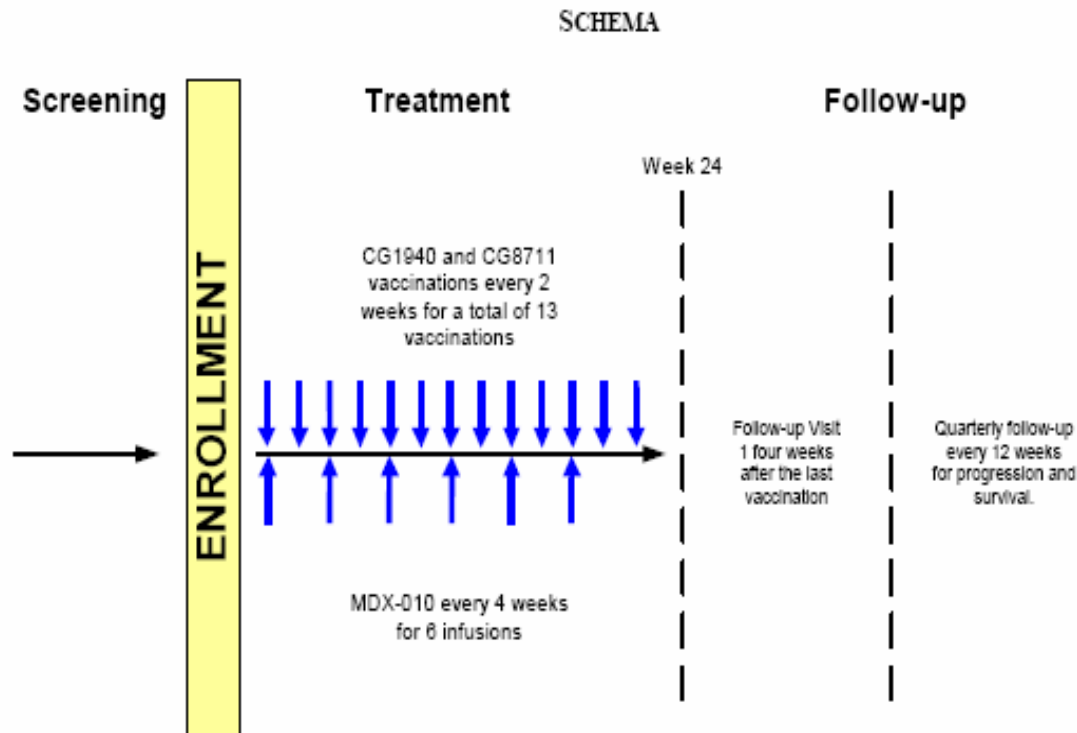 SCHEMA
Screening
Treatment
Follow-up
Week 24
ENROLLMENT
CG1940 and CG8711
vaccinations every 2
weeks for a total of 13
vaccinations
Follow-up Visit
1 four weeks
after the last
vaccination
Quarterly follow-up
every 12 weeks
for progression and
survival.
MDX-010 every 4 weeks
for 6 infusions